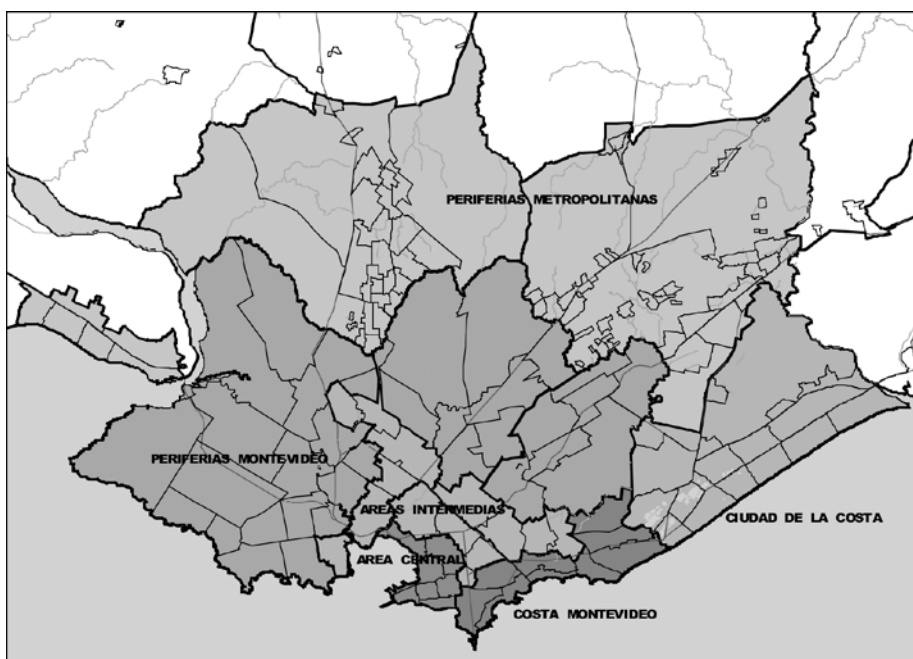 PERIFERIAS METROPOLITANAS
PERIFERIAS MONTEVIDEO
AREAS INTERMEDIAS
CIUDAD DE LA COSTA
AREA CENTRAL
COSTA MONTEVIDEO